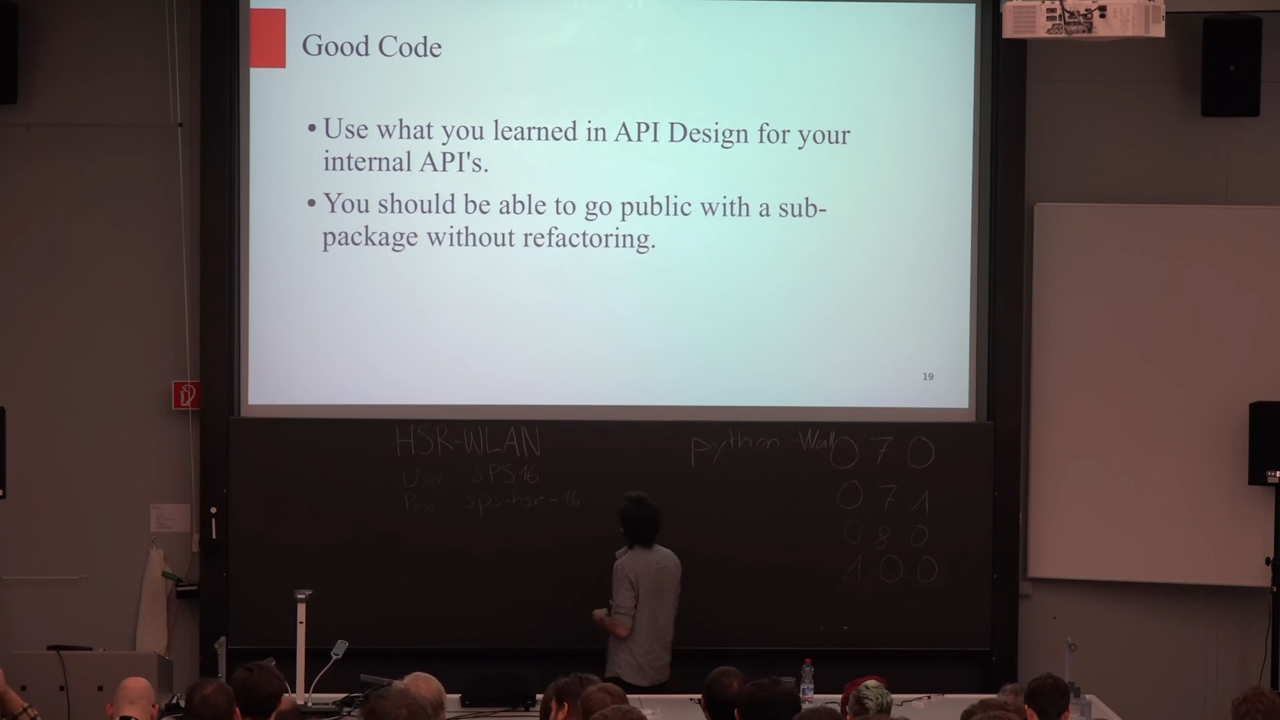 Good Code
• Use what you learned in API Design for your
internal API's.
• You should be able to go public with a sub-
package without refactoring.
19
HSR-WLAN
User SPS16
Pass sps-hsr-16
python Wall
0 7 0
0 7 1
0 8 0
1 0 0